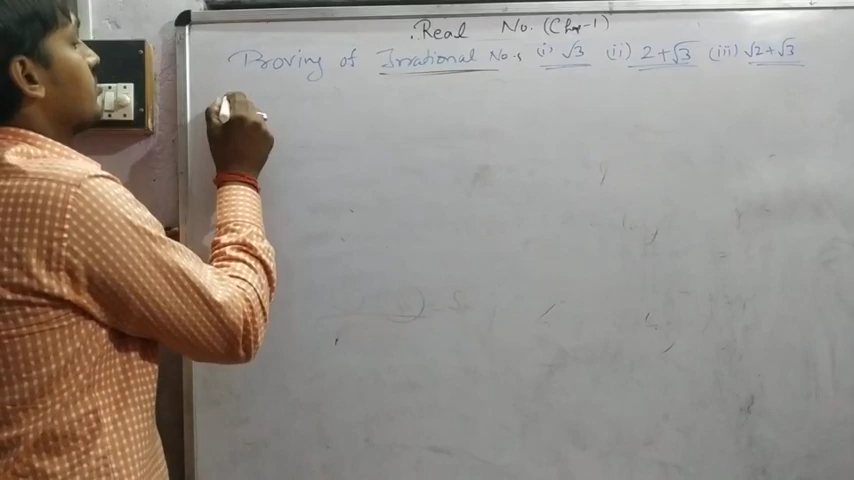 Real No. (Chp-1)
Proving of Irrational No.s (i) √3 (ii) 2+√3 (iii) √2+√3